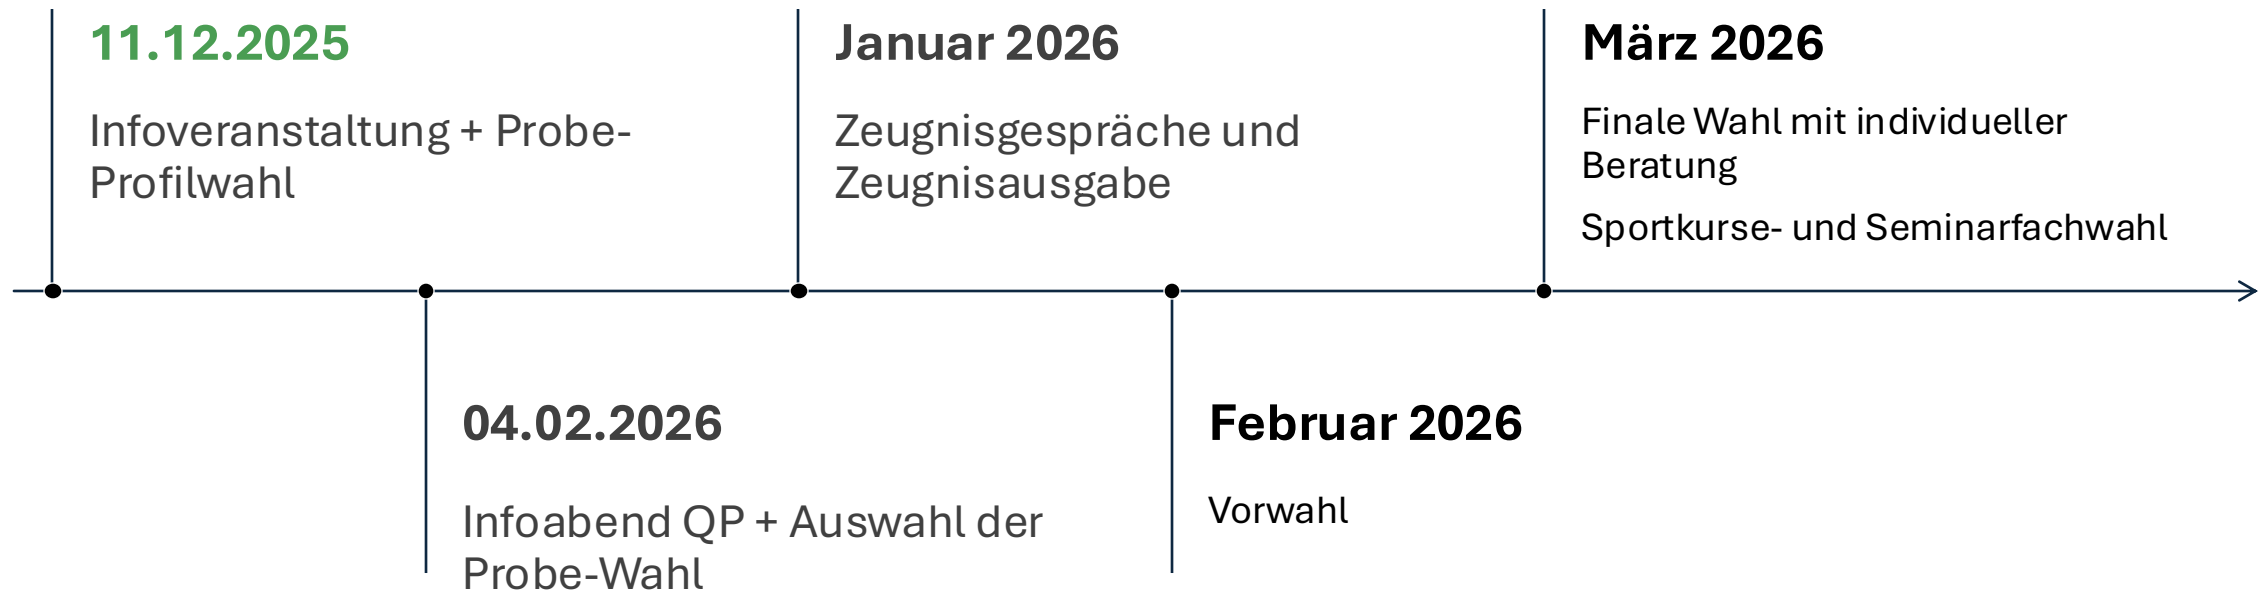 11.12.2025
Infoveranstaltung + Probe-
Profilwahl
04.02.2026
Infoabend QP + Auswahl der
Probe-Wahl
Januar 2026
Zeugnisgespräche und
Zeugnisausgabe
Februar 2026
Vorwahl
März 2026
Finale Wahl mit individueller
Beratung
Sportkurse- und Seminarfachwahl